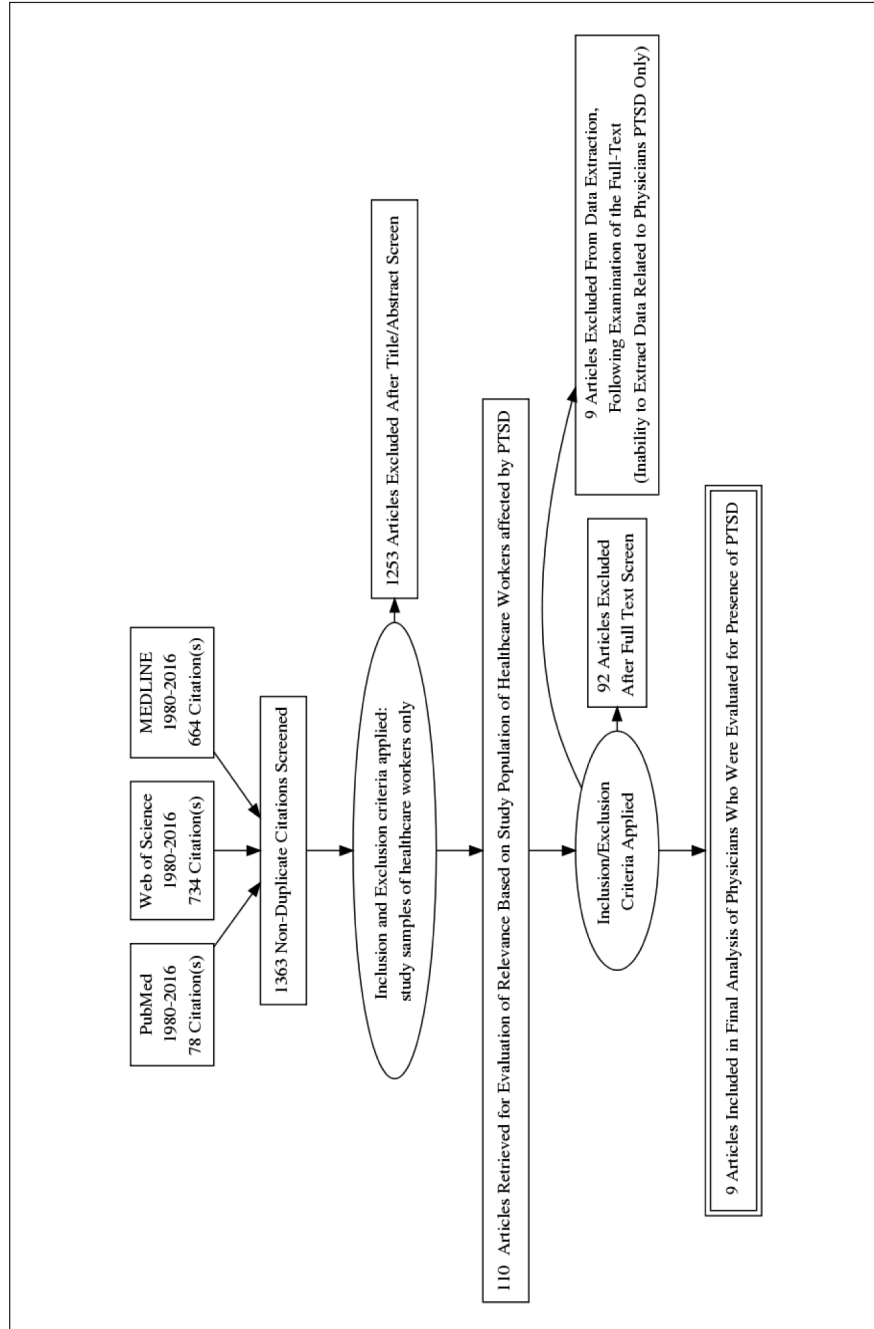 PubMed
1980-2016
78 Citation(s)
Web of Science
1980-2016
734 Citation(s)
MEDLINE
1980-2016
664 Citation(s)
1363 Non-Duplicate Citations Screened
Inclusion and Exclusion criteria applied:
study samples of healthcare workers only
1253 Articles Excluded After Title/Abstract Screen
110 Articles Retrieved for Evaluation of Relevance Based on Study Population of Healthcare Workers affected by PTSD
Inclusion/Exclusion
Criteria Applied
92 Articles Excluded
After Full Text Screen
9 Articles Excluded From Data Extraction,
Following Examination of the Full-Text
(Inability to Extract Data Related to Physicians PTSD Only)
9 Articles Included in Final Analysis of Physicians Who Were Evaluated for Presence of PTSD